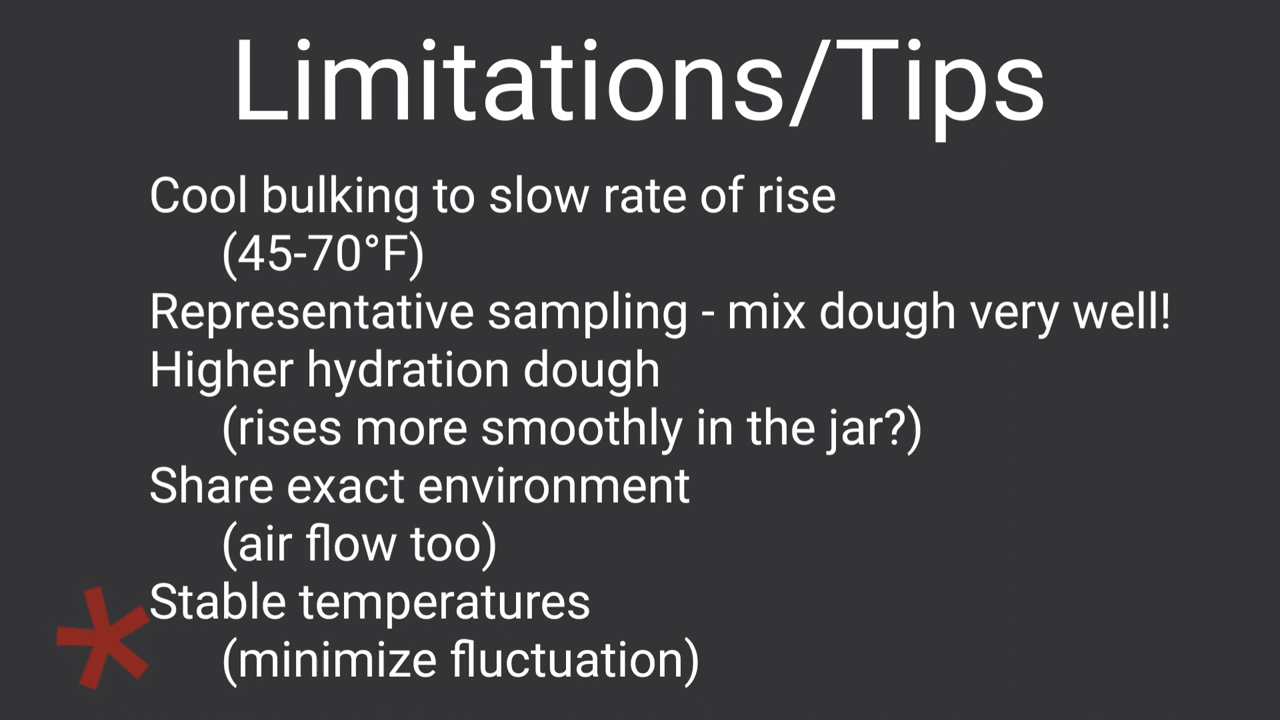 Limitations/Tips
Cool bulking to slow rate of rise
(45-70°F)
Representative sampling - mix dough very well!
Higher hydration dough
(rises more smoothly in the jar?)
Share exact environment
(air flow too)
Stable temperatures
(minimize fluctuation)